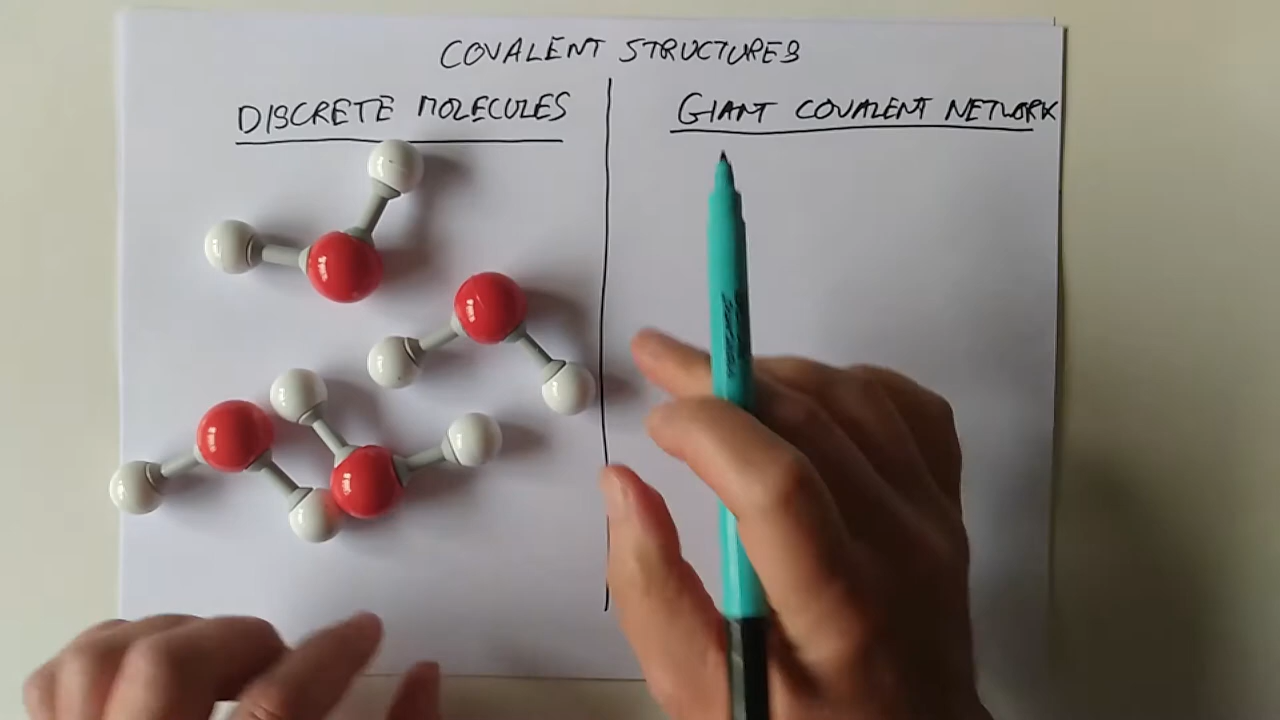 COVALENT STRUCTURES
DISCRETE MOLECULES
GIANT COVALENT NETWORK